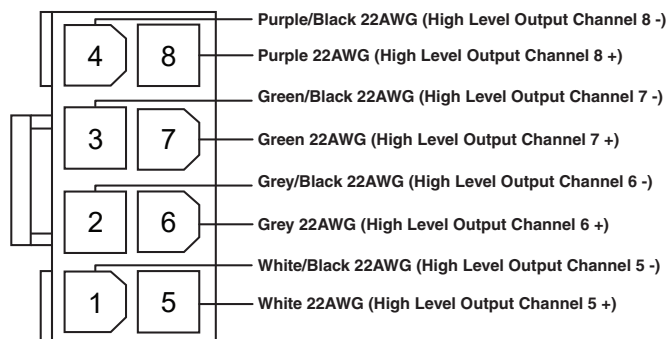 Purple/Black 22AWG (High Level Output Channel 8 -)
4 8
Purple 22AWG (High Level Output Channel 8 +)
Green/Black 22AWG (High Level Output Channel 7 -)
3 7
Green 22AWG (High Level Output Channel 7 +)
Grey/Black 22AWG (High Level Output Channel 6 -)
2 6
Grey 22AWG (High Level Output Channel 6 +)
White/Black 22AWG (High Level Output Channel 5 -)
1 5
White 22AWG (High Level Output Channel 5 +)